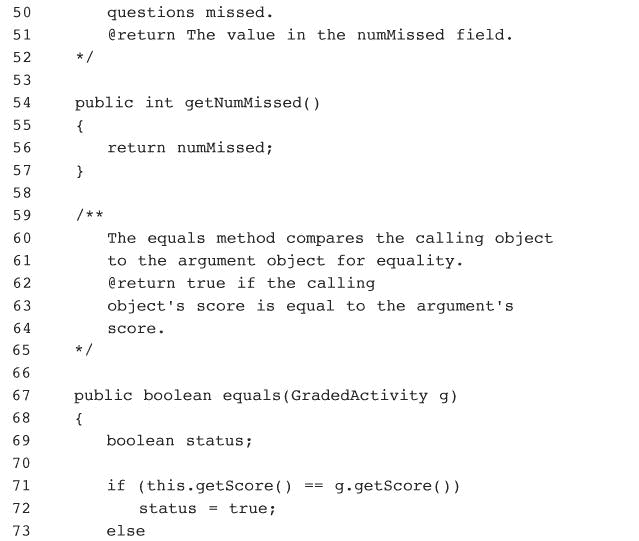 50 questions missed.
51 @return The value in the numMissed field.
52 */
53
54 public int getNumMissed()
55 {
56 return numMissed;
57 }
58
59 /**
60 The equals method compares the calling object
61 to the argument object for equality.
62 @return true if the calling
63 object's score is equal to the argument's
64 score.
65 */
66
67 public boolean equals(GradedActivity g)
68 {
69 boolean status;
70
71 if (this.getScore() == g.getScore())
72 status = true;
73 else